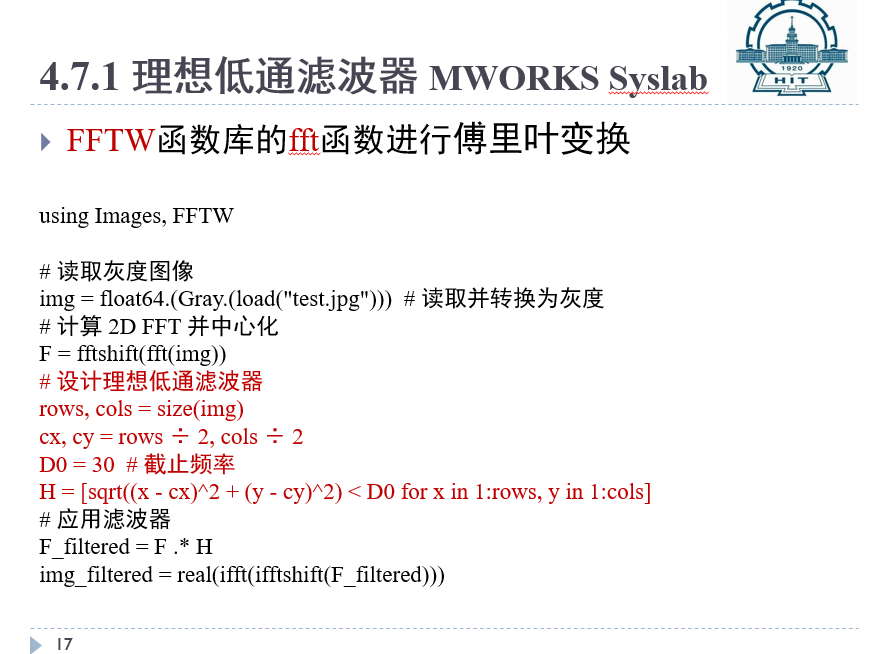 4.7.1 理想低通滤波器 MWORKS Syslab
1920
HIT
FFTW函数库的fft函数进行傅里叶变换
using Images, FFTW
# 读取灰度图像
img = float64.(Gray.(load("test.jpg"))) # 读取并转换为灰度
# 计算 2D FFT 并中心化
F = fftshift(fft(img))
# 设计理想低通滤波器
rows, cols = size(img)
cx, cy = rows ÷ 2, cols ÷ 2
D0 = 30 # 截止频率
H = [sqrt((x - cx)^2 + (y - cy)^2) < D0 for x in 1:rows, y in 1:cols]
# 应用滤波器
F_filtered = F .* H
img_filtered = real(ifft(ifftshift(F_filtered)))
17